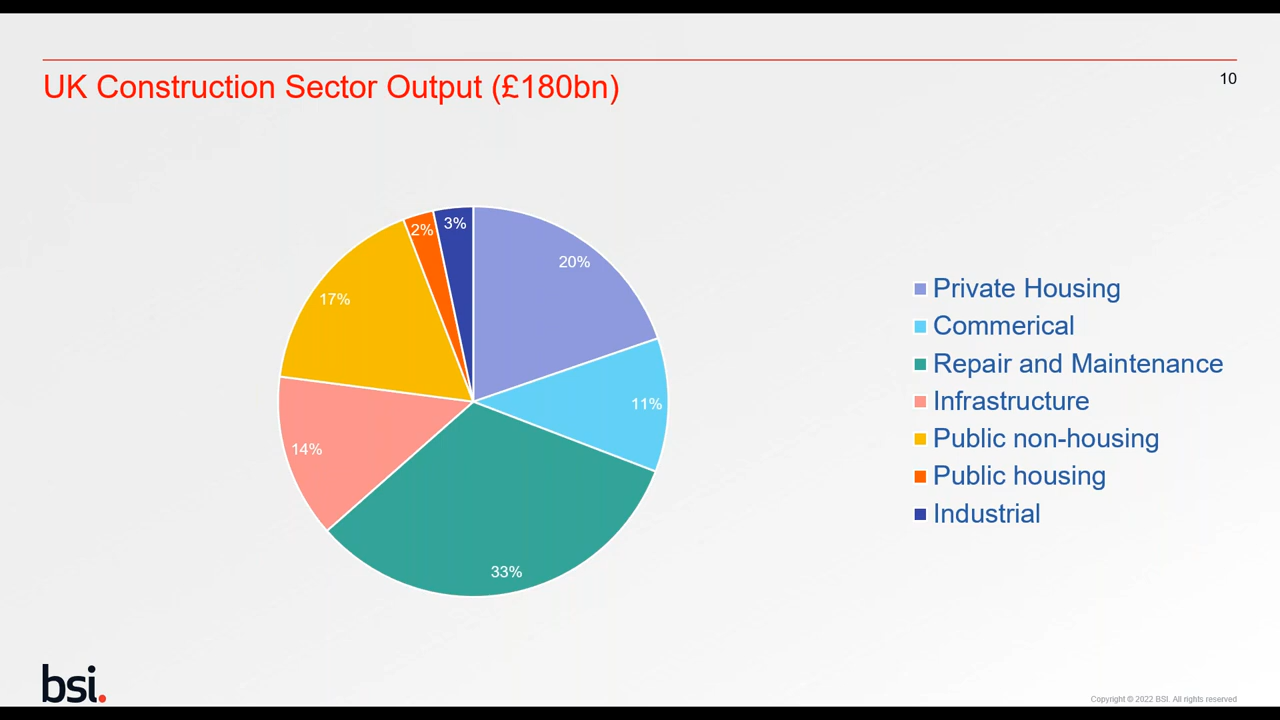 UK Construction Sector Output (£180bn)
10
2%
3%
20%
17%
11%
14%
33%
Private Housing
Commerical
Repair and Maintenance
Infrastructure
Public non-housing
Public housing
Industrial
bsi.
Copyright © 2022 BSI. All rights reserved